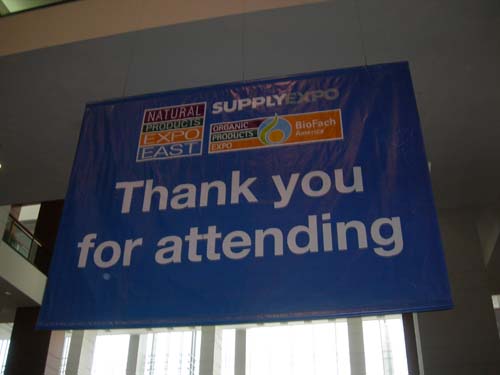 NATURAL
PRODUCTS
EXPO
EAST
SUPPLYEXPO
ORGANIC
PRODUCTS
EXPO
BioFach
America
Thank you
for attending